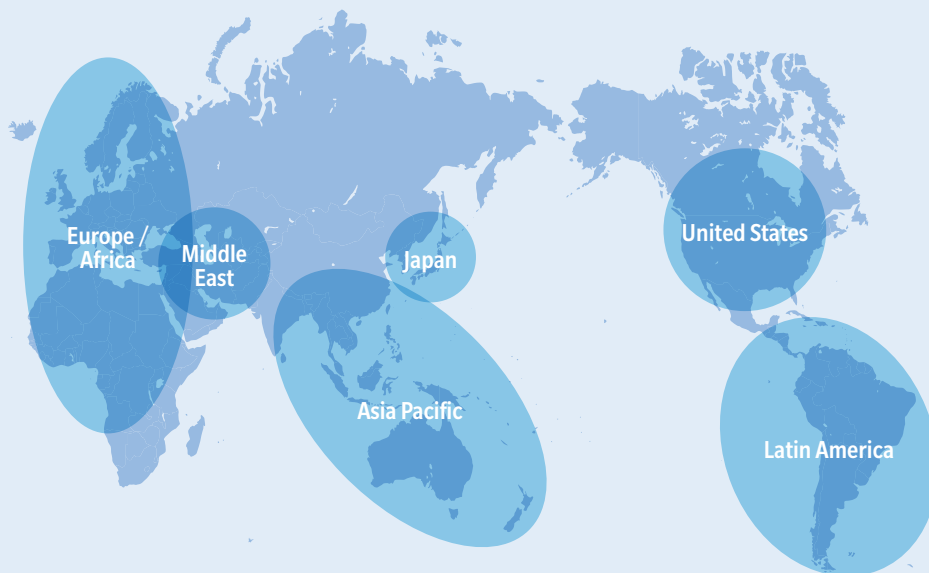 Europe /
Africa
Middle
East
Japan
United States
Asia Pacific
Latin America